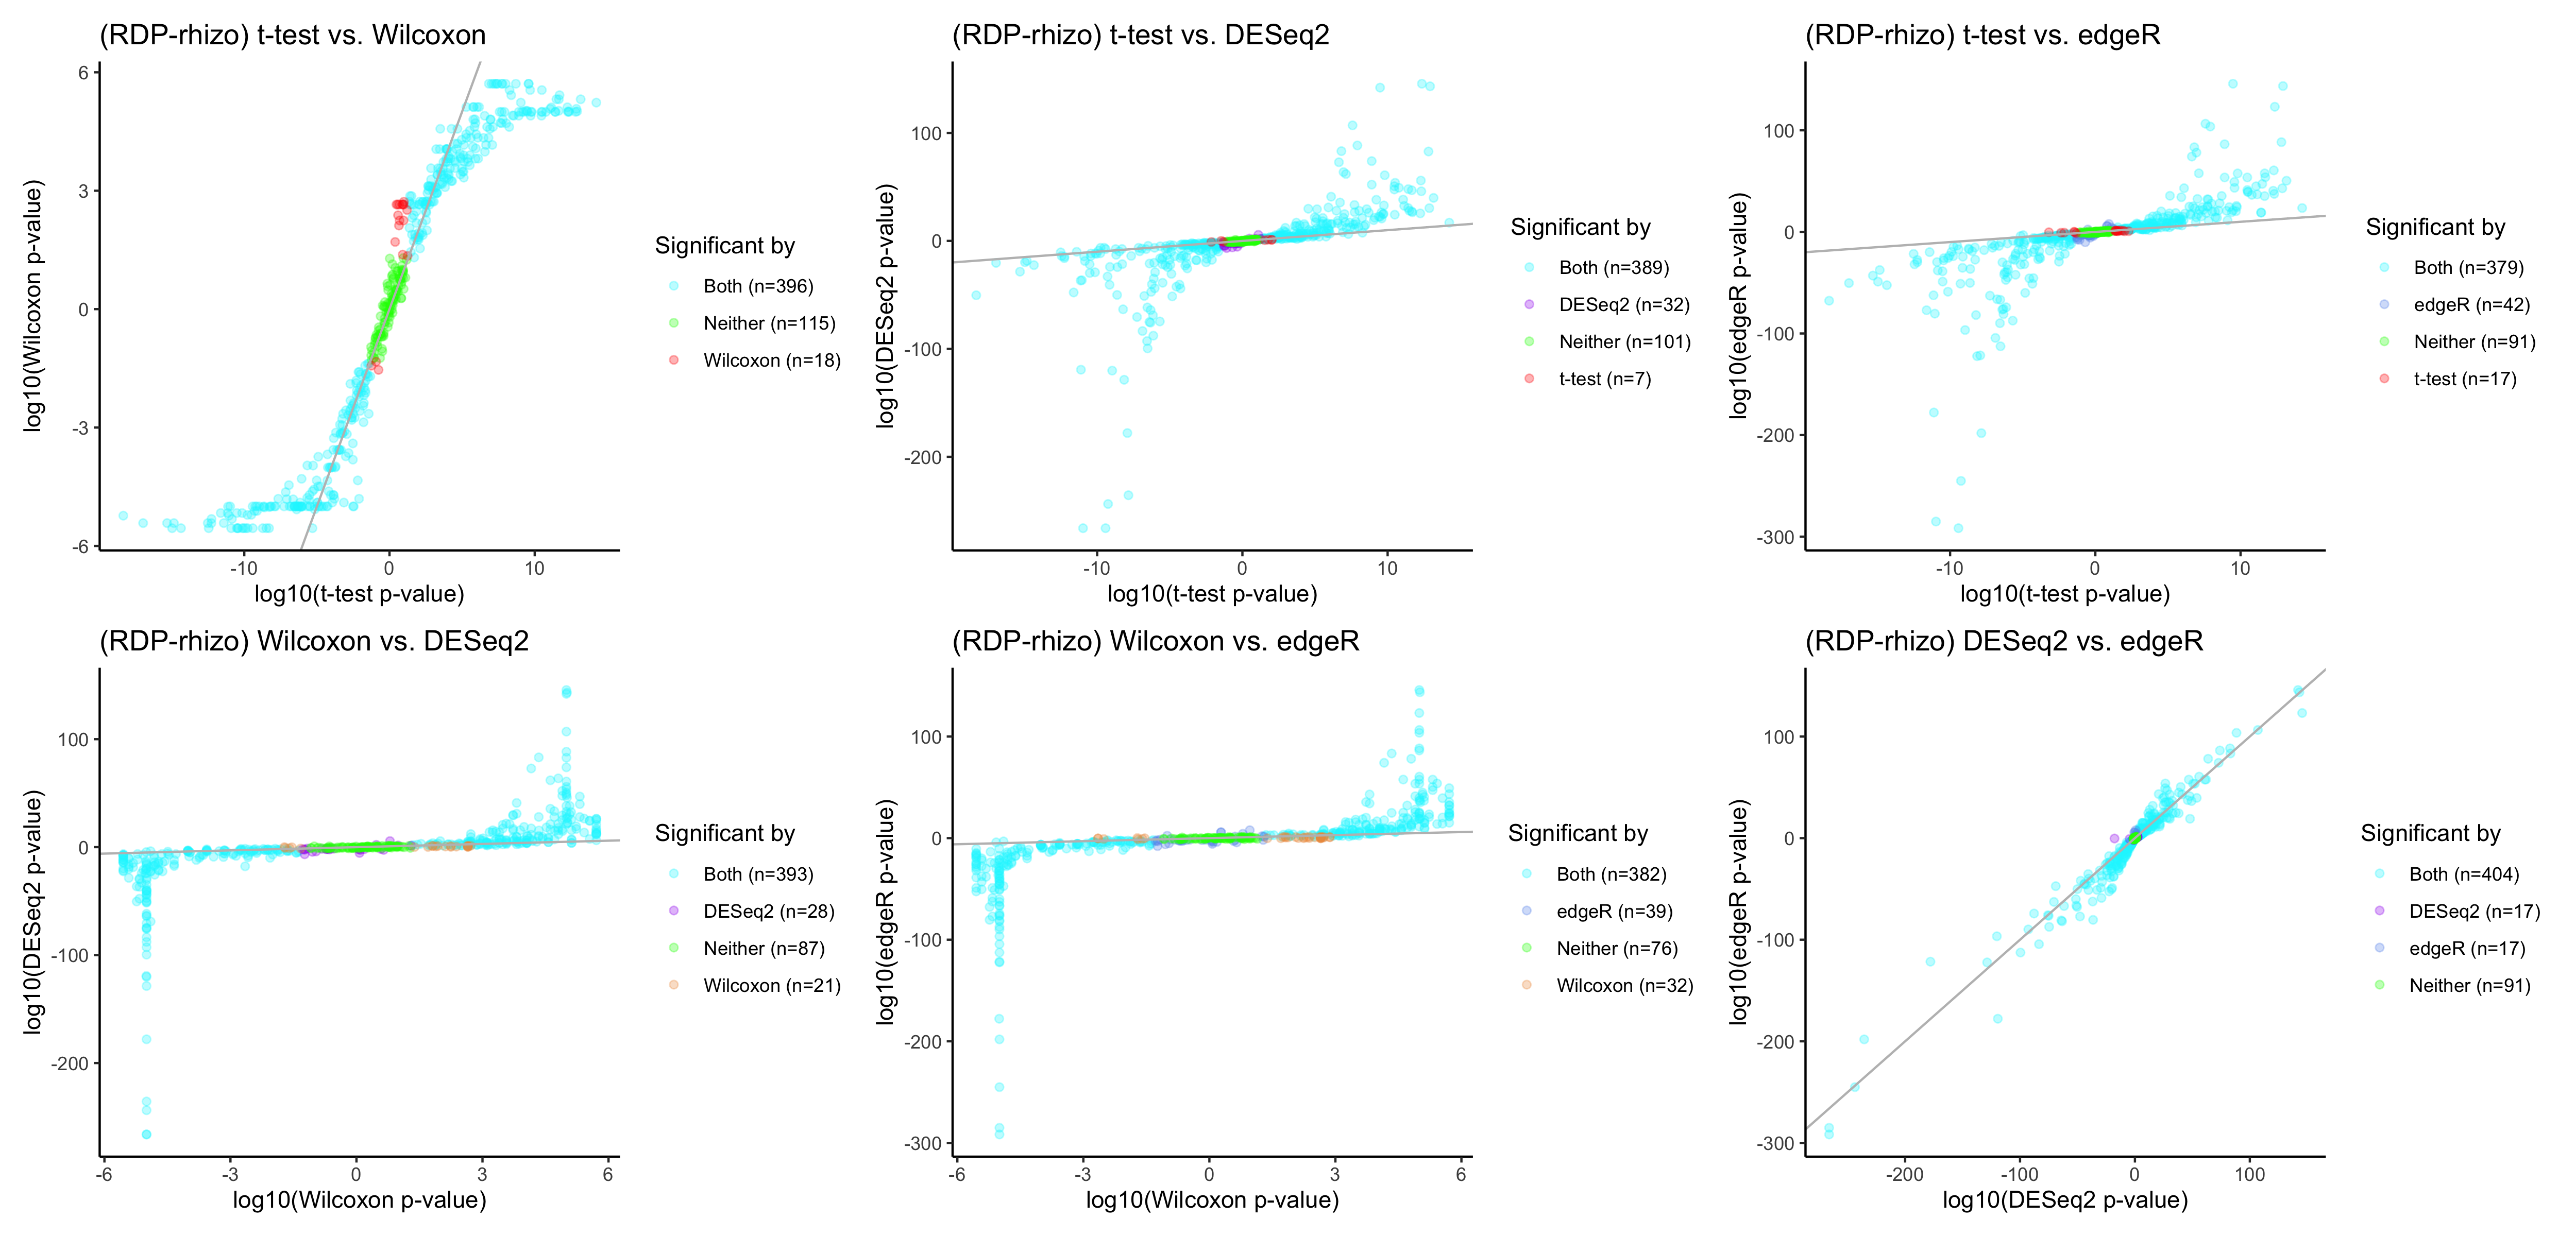 (RDP-rhizo) t-test vs. Wilcoxon
6
3
0
-3
-6
-10
0
10
log10(Wilcoxon p-value)
log10(t-test p-value)
Significant by
Both (n=396)
Neither (n=115)
Wilcoxon (n=18)
(RDP-rhizo) t-test vs. DESeq2
100
0
-100
-200
-10
0
10
log10(DESeq2 p-value)
log10(t-test p-value)
Significant by
Both (n=389)
DESeq2 (n=32)
Neither (n=101)
t-test (n=7)
(RDP-rhizo) t-test vs. edgeR
100
0
-100
-200
-300
-10
0
10
log10(edgeR p-value)
log10(t-test p-value)
Significant by
Both (n=379)
edgeR (n=42)
Neither (n=91)
t-test (n=17)
(RDP-rhizo) Wilcoxon vs. DESeq2
100
0
-100
-200
-6
-3
0
3
6
log10(DESeq2 p-value)
log10(Wilcoxon p-value)
Significant by
Both (n=393)
DESeq2 (n=28)
Neither (n=87)
Wilcoxon (n=21)
(RDP-rhizo) Wilcoxon vs. edgeR
100
0
-100
-200
-300
-6
-3
0
3
6
log10(edgeR p-value)
log10(Wilcoxon p-value)
Significant by
Both (n=382)
edgeR (n=39)
Neither (n=76)
Wilcoxon (n=32)
(RDP-rhizo) DESeq2 vs. edgeR
100
0
-100
-200
-300
-200
-100
0
100
log10(edgeR p-value)
log10(DESeq2 p-value)
Significant by
Both (n=404)
DESeq2 (n=17)
edgeR (n=17)
Neither (n=91)